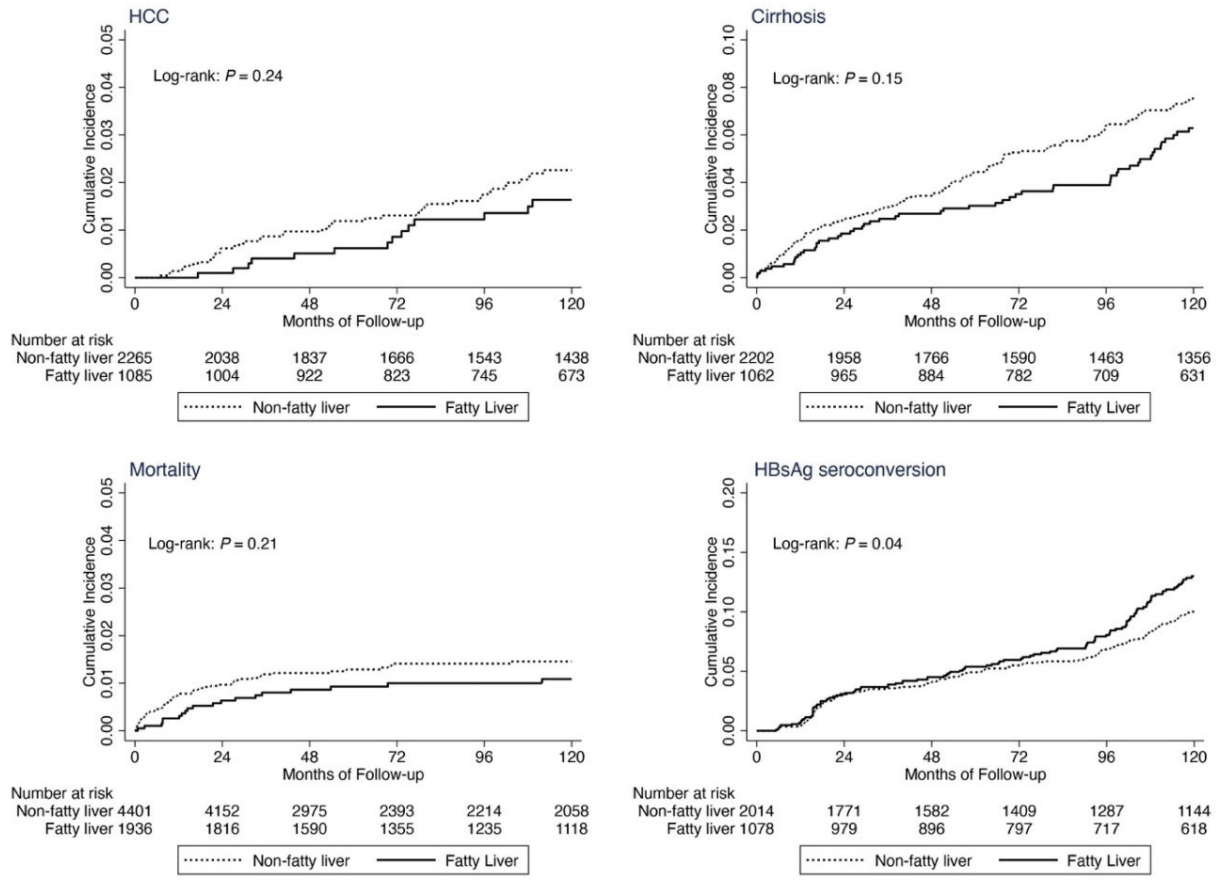 HCC
Cumulative Incidence
0.05
0.04
0.03
0.02
0.01
0.00
Log-rank: P = 0.24
0 24 48 72 96 120
Months of Follow-up
Number at risk
Non-fatty liver 2265 2038 1837 1666 1543 1438
Fatty liver 1085 1004 922 823 745 673
Non-fatty liver Fatty Liver
Cirrhosis
Cumulative Incidence
0.10
0.08
0.06
0.04
0.02
0.00
Log-rank: P = 0.15
0 24 48 72 96 120
Months of Follow-up
Number at risk
Non-fatty liver 2202 1958 1766 1590 1463 1356
Fatty liver 1062 965 884 782 709 631
Non-fatty liver Fatty Liver
Mortality
Cumulative Incidence
0.05
0.04
0.03
0.02
0.01
0.00
Log-rank: P = 0.21
0 24 48 72 96 120
Months of Follow-up
Number at risk
Non-fatty liver 4401 4152 2975 2393 2214 2058
Fatty liver 1936 1816 1590 1355 1235 1118
Non-fatty liver Fatty Liver
HBsAg seroconversion
Cumulative Incidence
0.20
0.15
0.10
0.05
0.00
Log-rank: P = 0.04
0 24 48 72 96 120
Months of Follow-up
Number at risk
Non-fatty liver 2014 1771 1582 1409 1287 1144
Fatty liver 1078 979 896 797 717 618
Non-fatty liver Fatty Liver